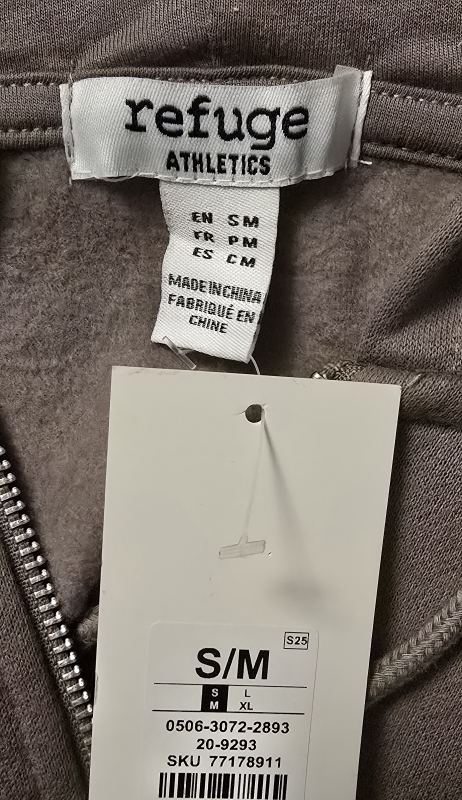 refuge
ATHLETICS
EN SM
FR PM
ES CM
MADE IN CHINA
FABRIQUÉ EN
CHINE
S25
S/M
S L
M XL
0506-3072-2893
20-9293
SKU 77178911